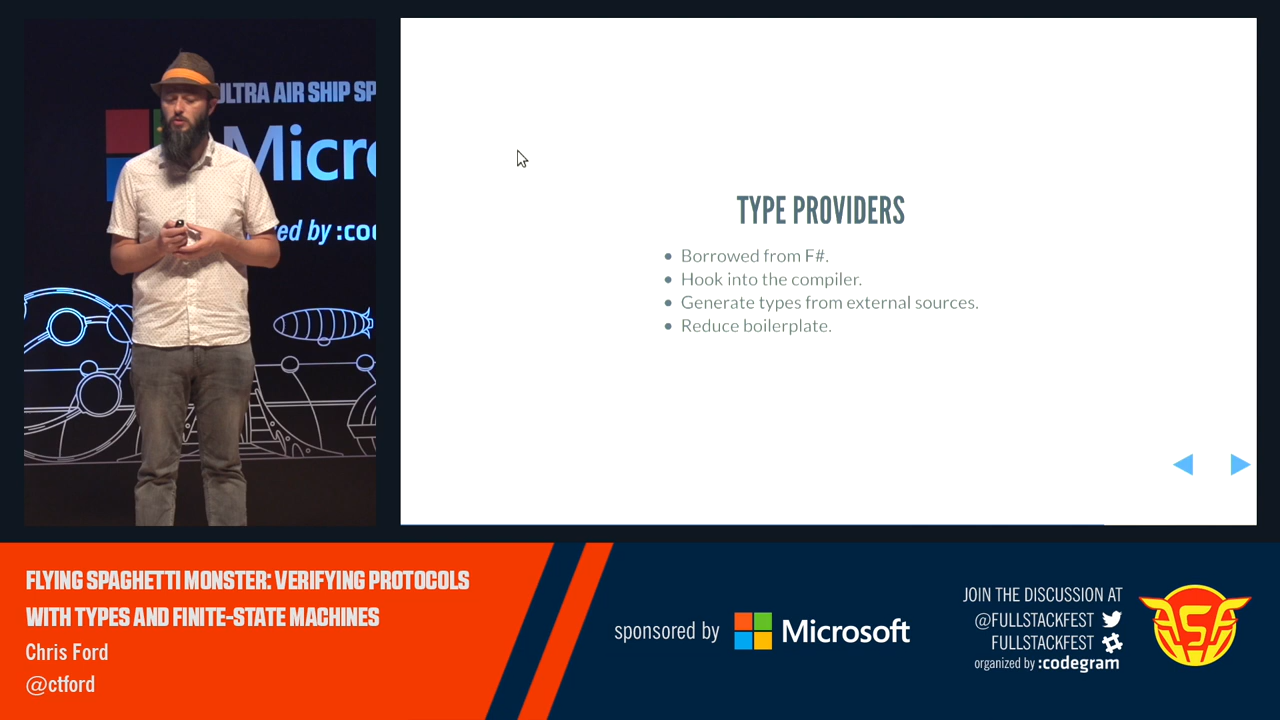 ULTRA AIR SHIP SP
Micro
ed by :co
TYPE PROVIDERS
Borrowed from F#.
Hook into the compiler.
Generate types from external sources.
Reduce boilerplate.
FLYING SPAGHETTI MONSTER: VERIFYING PROTOCOLS
WITH TYPES AND FINITE-STATE MACHINES
Chris Ford
@ctford
sponsored by Microsoft
JOIN THE DISCUSSION AT
@FULLSTACKFEST
FULLSTACKFEST
organized by :codegram
FSF